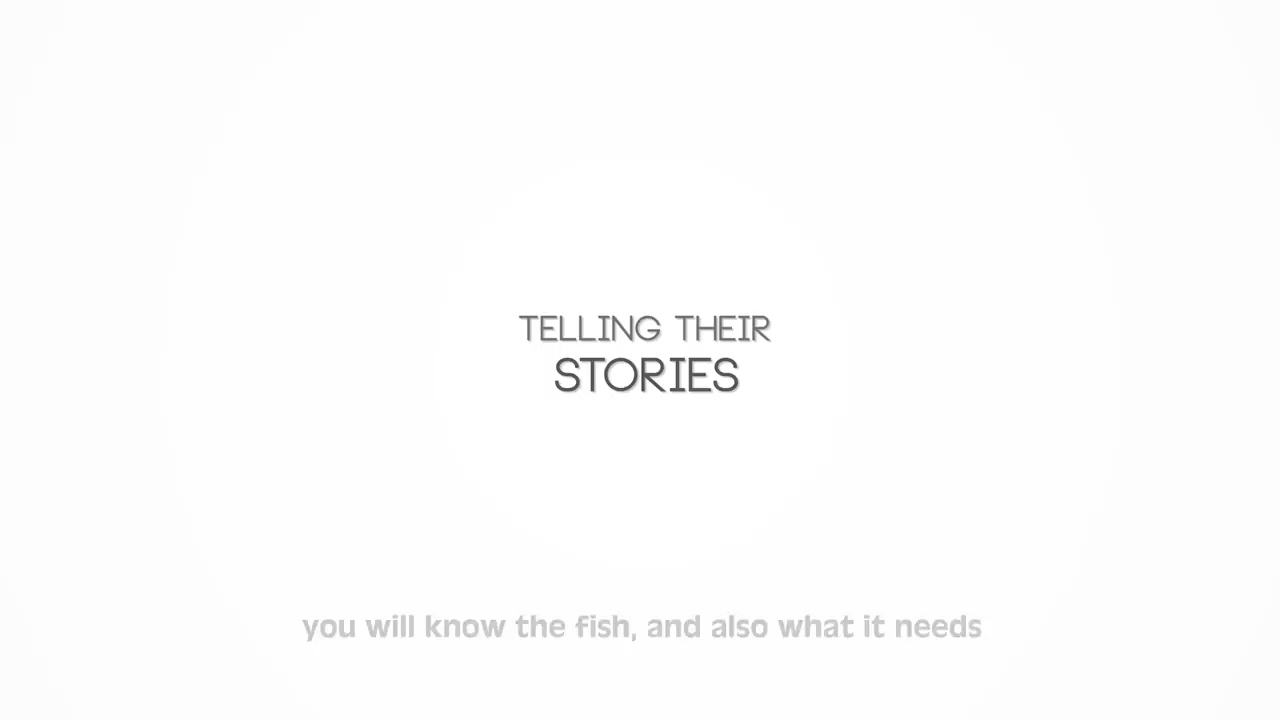 TELLING THEIR
STORIES
you will know the fish, and also what it needs